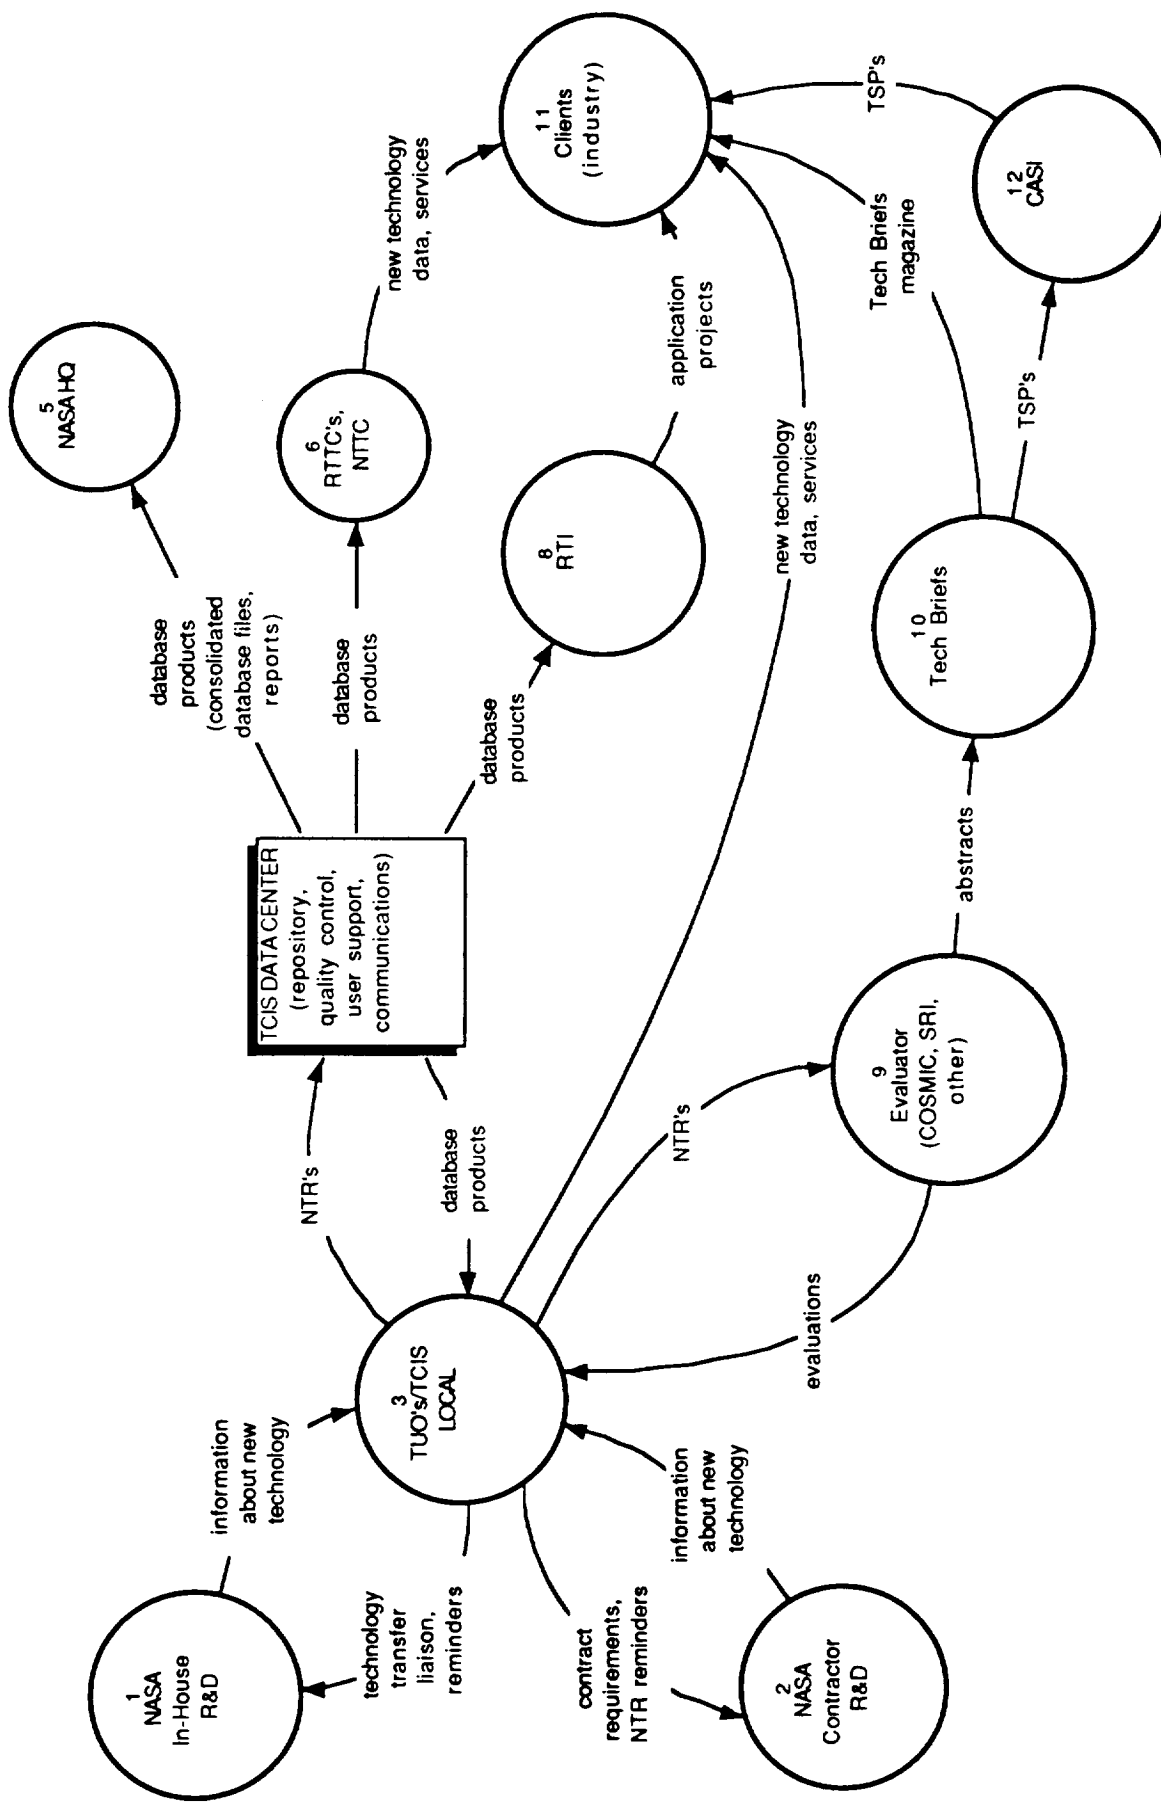 1
NASA
In-House
R&D
information
about new
technology
technology
transfer
liaison,
reminders
contract
requirements,
NTR reminders
2
NASA
Contractor
R&D
information
about new
technology
3
TUO's/TCIS
LOCAL
NTR's
database
products
evaluations
NTR's
9
Evaluator
(COSMIC, SRI,
other)
TCIS DATA CENTER
(repository,
quality control,
user support,
communications)
database
products
(consolidated
database files,
reports)
database
products
database
products
abstracts
5
NASA HQ
6
RTTC's,
NTTC
8
RTI
new technology
data, services
10
Tech Briefs
new technology
data, services
application
projects
Tech Briefs
magazine
TSP's
11
Clients
(industry)
TSP's
12
CASI